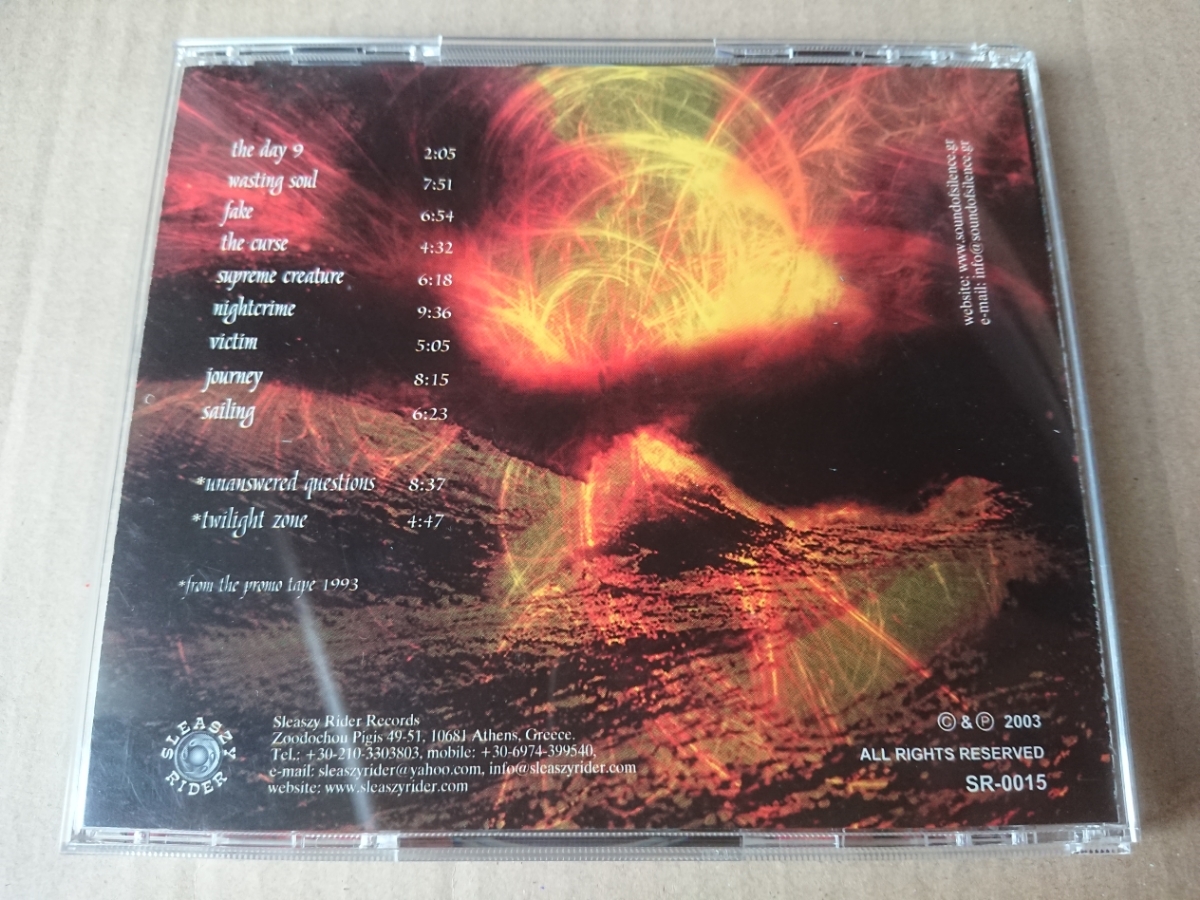 the day 9 2:05
wasting soul 7:51
fake 6:54
the curse 4:32
supreme creature 6:18
nightcrime 9:36
victim 5:05
journey 8:15
sailing 6:23
*unanswered questions 8:37
*twilight zone 4:47
*from the promo tape 1993
website: www.soundofsilence.gr
e-mail: info@soundofsilence.gr
SLEASZY
RIDER
Sleaszy Rider Records
Zoodochou Pigis 49-51, 10681 Athens, Greece.
Tel.: +30-210-3303803, mobile: +30-6974-399540,
e-mail: sleaszyrider@yahoo.com, info@sleaszyrider.com
website: www.sleaszyrider.com
© & ℗ 2003
ALL RIGHTS RESERVED
SR-0015